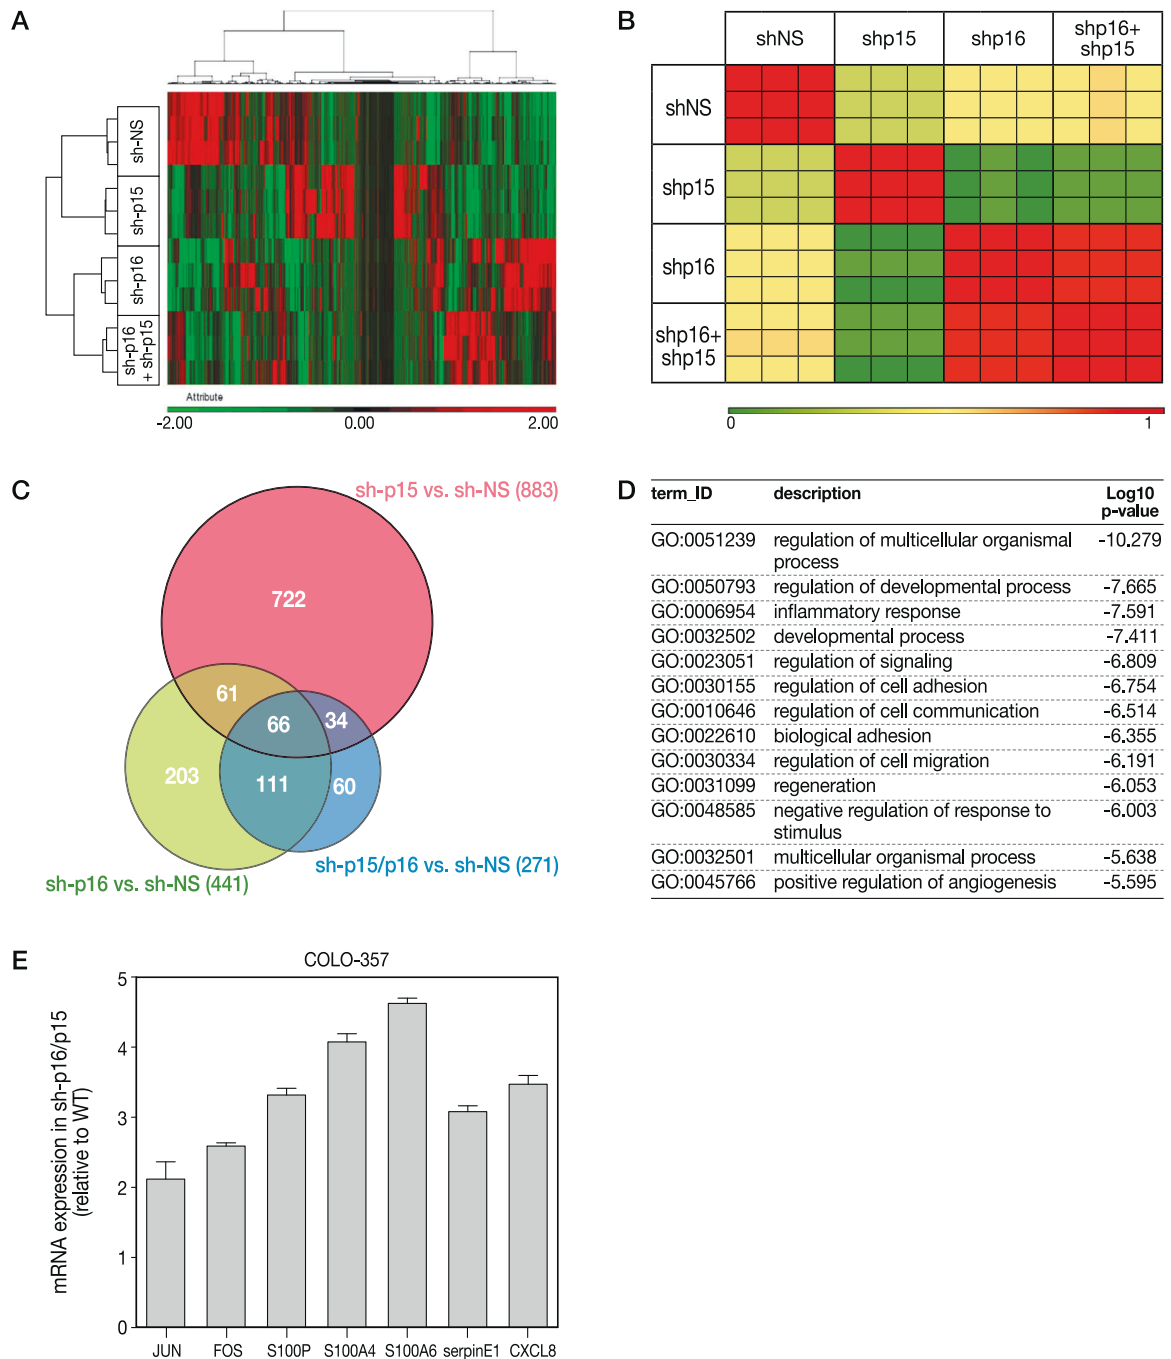 A
sh-NS
sh-p15
sh-p16
sh-p16
+ sh-p15
Attribute
-2.00 0.00 2.00
B
shNS shp15 shp16 shp16+
shp15
shNS
shp15
shp16
shp16+
shp15
0 1
C
sh-p15 vs. sh-NS (883)
722
61
66 34
203 111 60
sh-p15/p16 vs. sh-NS (271)
sh-p16 vs. sh-NS (441)
D
term_ID description Log10
p-value
GO:0051239 regulation of multicellular organismal -10.279
process
GO:0050793 regulation of developmental process -7.665
GO:0006954 inflammatory response -7.591
GO:0032502 developmental process -7.411
GO:0023051 regulation of signaling -6.809
GO:0030155 regulation of cell adhesion -6.754
GO:0010646 regulation of cell communication -6.514
GO:0022610 biological adhesion -6.355
GO:0030334 regulation of cell migration -6.191
GO:0031099 regeneration -6.053
GO:0048585 negative regulation of response to -6.003
stimulus
GO:0032501 multicellular organismal process -5.638
GO:0045766 positive regulation of angiogenesis -5.595
E
COLO-357
mRNA expression in sh-p16/p15
(relative to WT)
5
4
3
2
1
0
JUN FOS S100P S100A4 S100A6 serpinE1 CXCL8